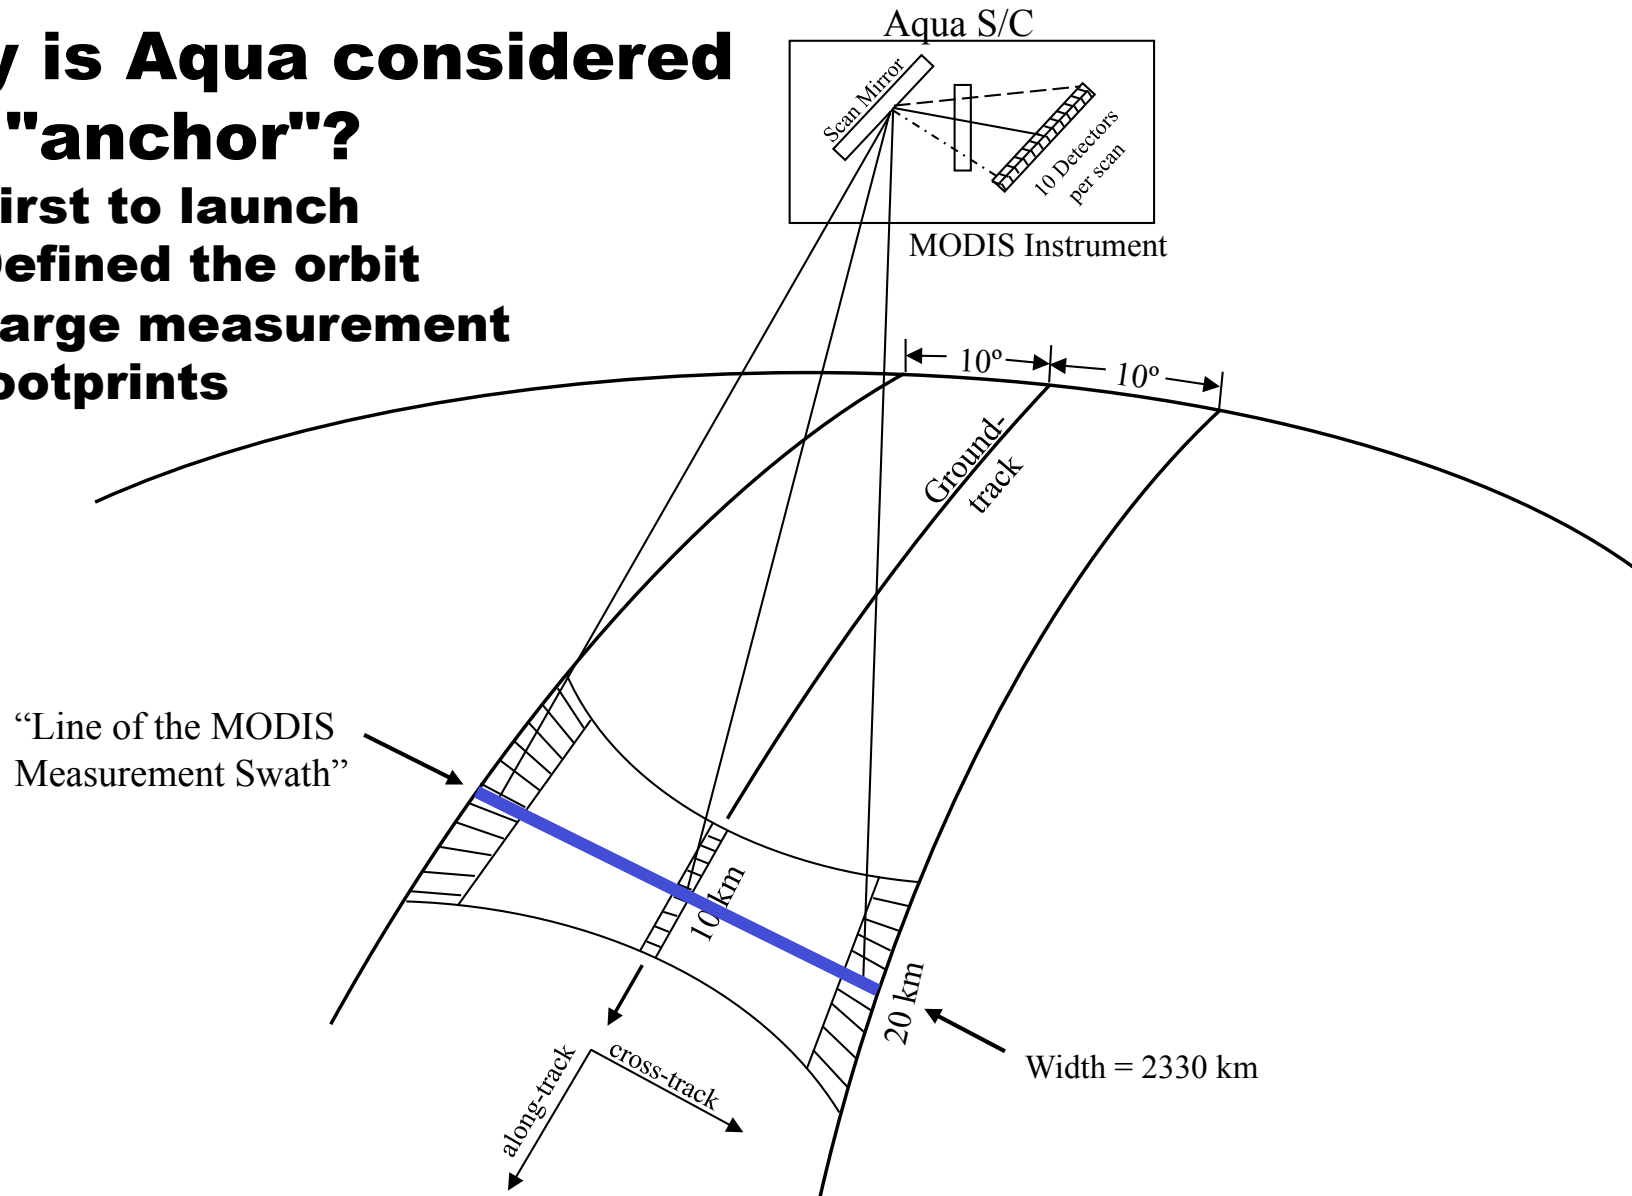 y is Aqua considered
"anchor"?
irst to launch
efined the orbit
arge measurement
ootprints
Aqua S/C
Scan Mirror
10 Detectors
per scan
MODIS Instrument
10º
10º
Ground-
track
“Line of the MODIS
Measurement Swath”
10 km
20 km
Width = 2330 km
cross-track
along-track